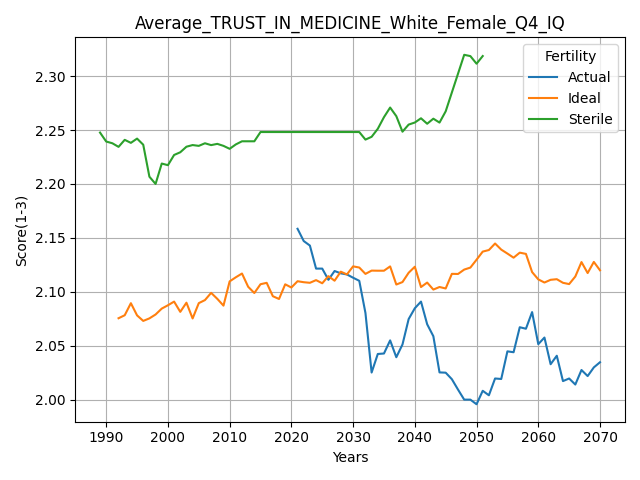 Average_TRUST_IN_MEDICINE_White_Female_Q4_IQ
Score(1-3)
2.30
2.25
2.20
2.15
2.10
2.05
2.00
Fertility
Actual
Ideal
Sterile
1990 2000 2010 2020 2030 2040 2050 2060 2070
Years